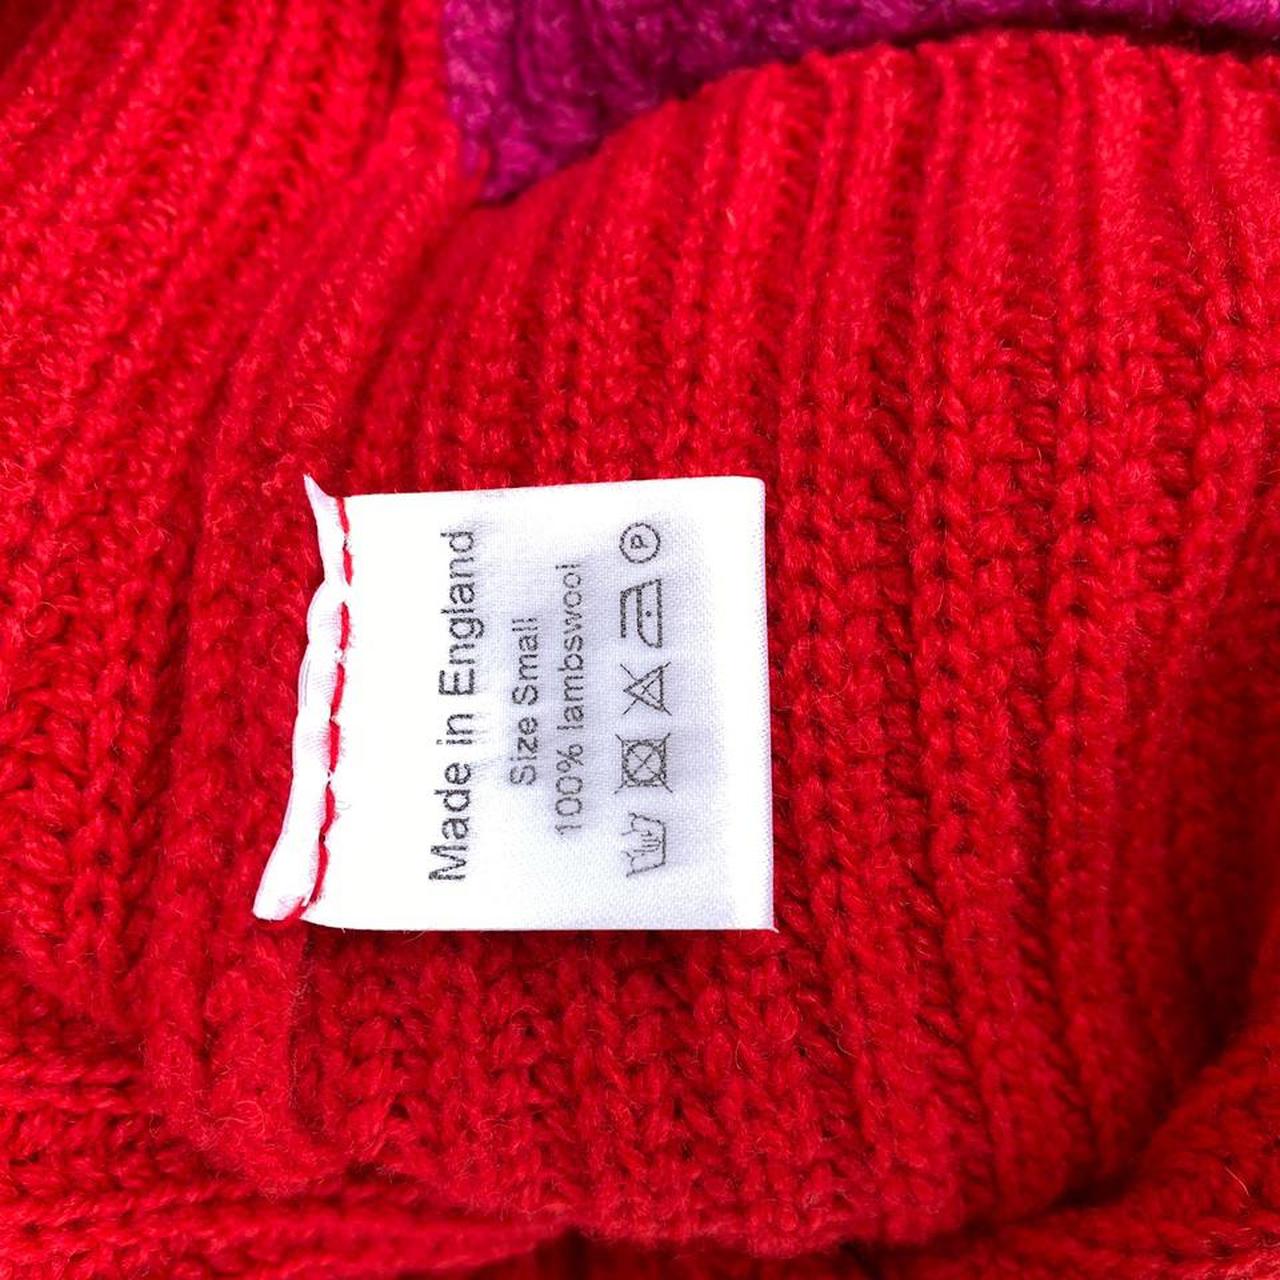 Made in England
Size Small
100% lambswool
P